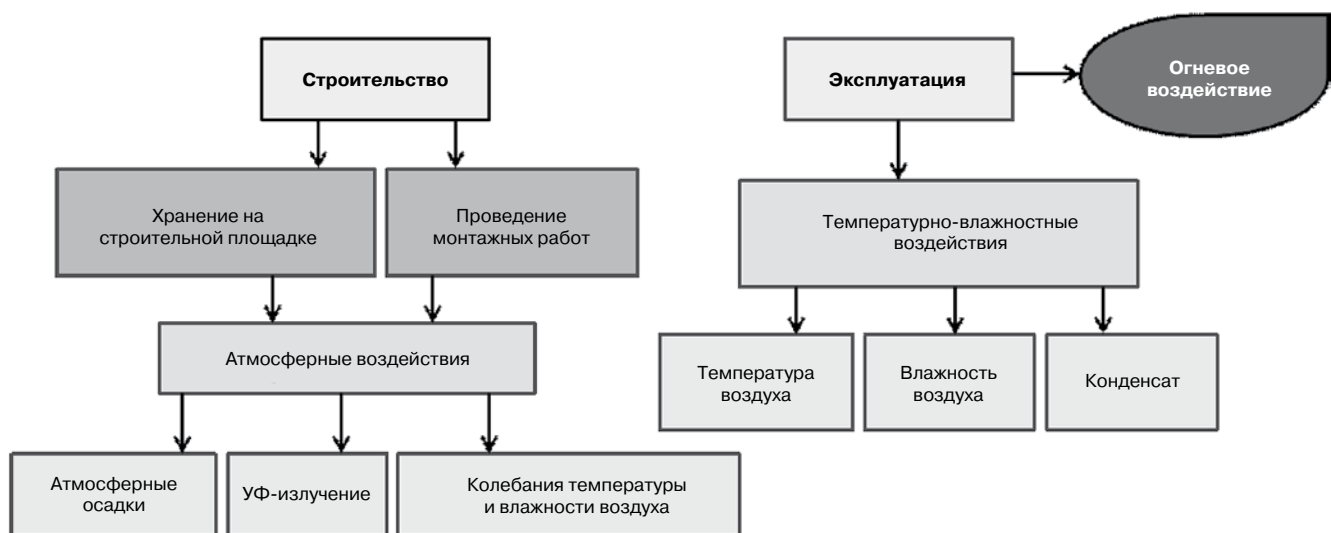 Строительство
Хранение на
строительной площадке
Проведение
монтажных работ
Атмосферные воздействия
Атмосферные
осадки
УФ-излучение
Колебания температуры
и влажности воздуха
Эксплуатация
Огневое
воздействие
Температурно-влажностные
воздействия
Температура
воздуха
Влажность
воздуха
Конденсат